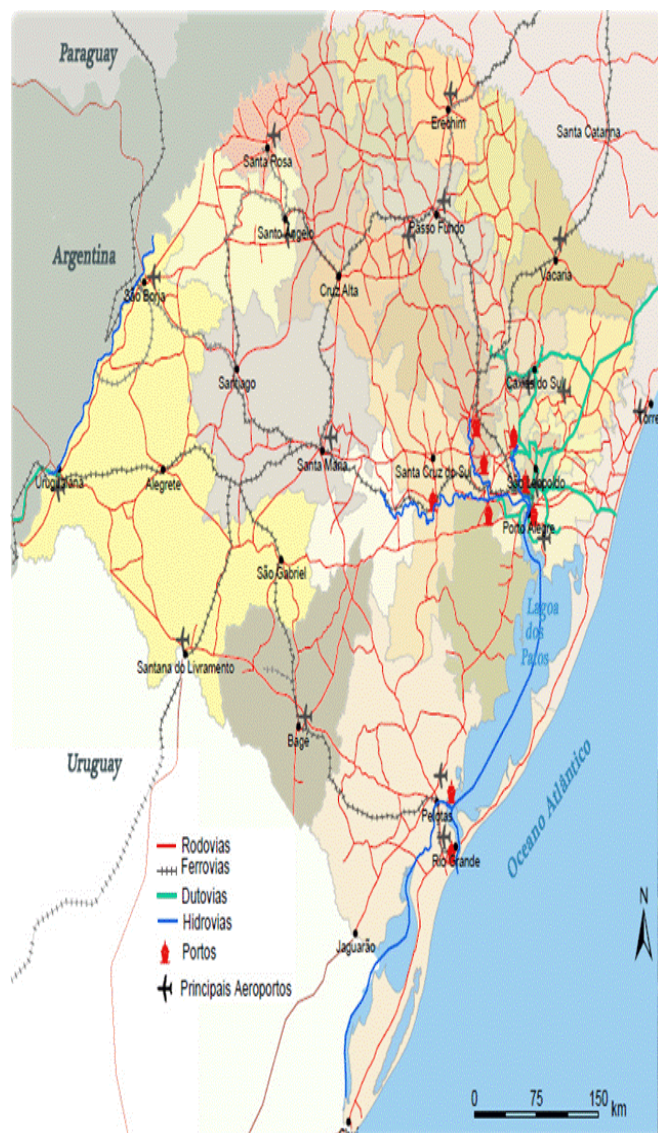 Paraguay
Erechim
Santa Catarina
Santa Rosa
Santo Angelo
Passo Fundo
Argentina
Vacaria
São Borja
Cruz Alta
Santiago
Caxias do Sul
Torre
Santa Maria
Santa Cruz do Sul
São Leopoldo
Uruguaiana
Alegrete
Porto Alegre
São Gabriel
Lagoa
dos
Patos
Santana do Livramento
Bagé
Uruguay
Oceano Atlântico
Pelotas
Rio Grande
Rodovias
Ferrovias
Dutovias
Hidrovias
Portos
Principais Aeroportos
Jaguarão
N
0 75 150 km